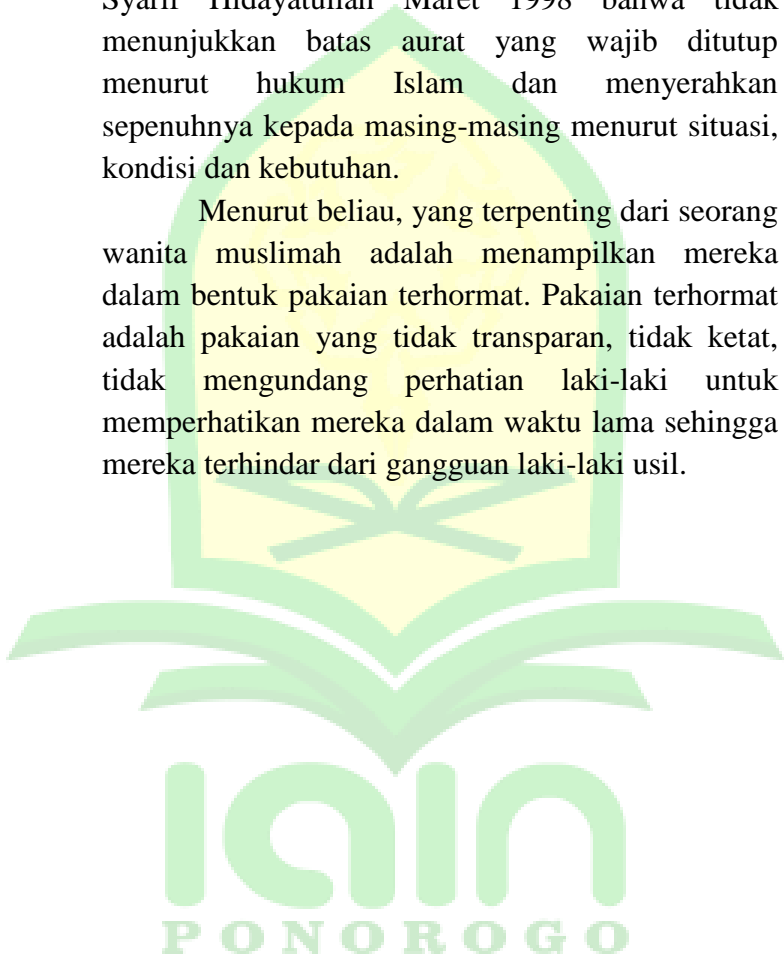 Syarif Hidayatullah Maret 1998 bahwa tidak
menunjukkan batas aurat yang wajib ditutup
menurut hukum Islam dan menyerahkan
sepenuhnya kepada masing-masing menurut situasi,
kondisi dan kebutuhan.
Menurut beliau, yang terpenting dari seorang
wanita muslimah adalah menampilkan mereka
dalam bentuk pakaian terhormat. Pakaian terhormat
adalah pakaian yang tidak transparan, tidak ketat,
tidak mengundang perhatian laki-laki untuk
memperhatikan mereka dalam waktu lama sehingga
mereka terhindar dari gangguan laki-laki usil.
iain
PONOROGO